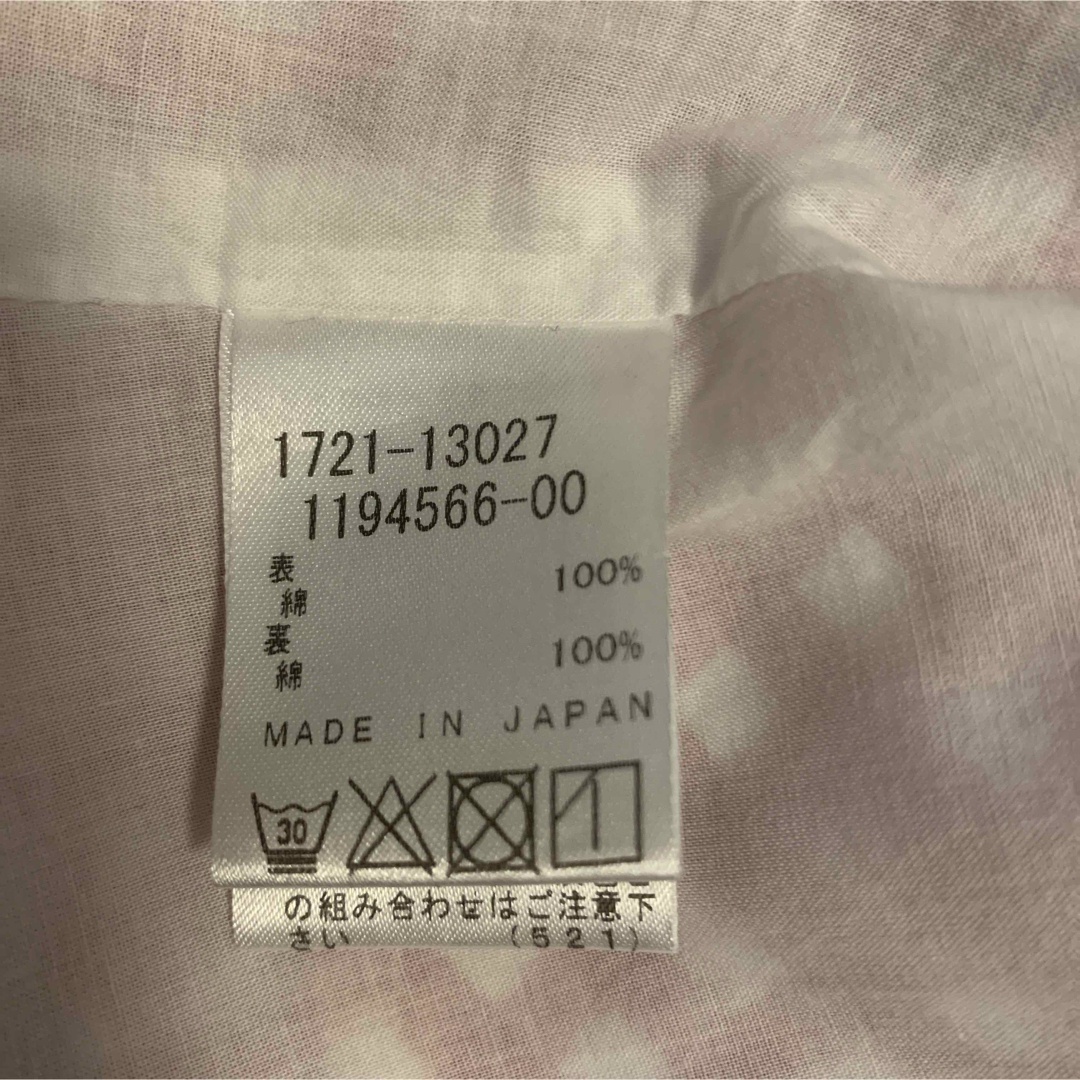 1721-13027
1194566-00
表 100%
綿
裏 100%
綿
MADE IN JAPAN
30
の組み合わせはご注意下
さい (521)